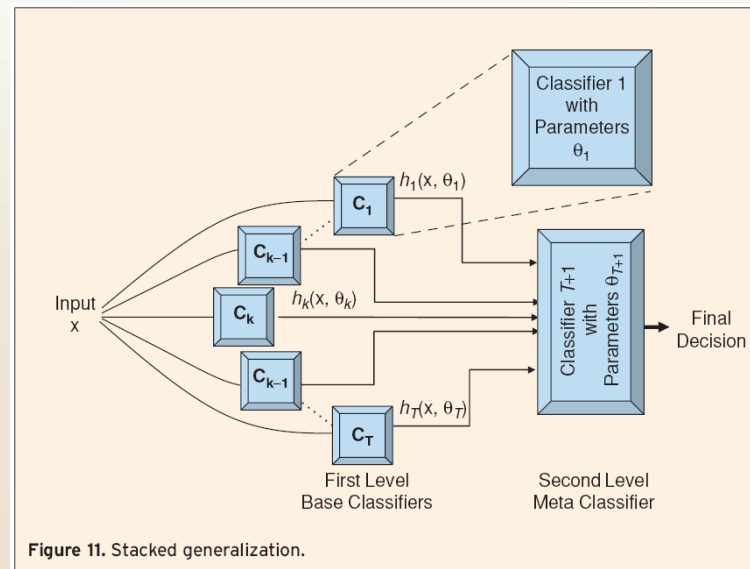 Classifier 1
with
Parameters
θ1
h1(x, θ1)
C1
Ck–1
Input
x
Ck
hk(x, θk)
Ck–1
CT
hT(x, θT)
Classifier T+1
with
Parameters θT+1
Final
Decision
First Level
Base Classifiers
Second Level
Meta Classifier
Figure 11. Stacked generalization.